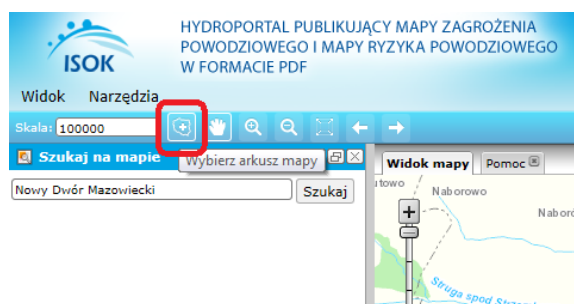 HYDROPORTAL PUBLIKUJĄCY MAPY ZAGROŻENIA
POWODZIOWEGO I MAPY RYZYKA POWODZIOWEGO
W FORMACIE PDF
ISOK
Widok Narzędzia
Skala: 100000
Szukaj na mapie
Wybierz arkusz mapy
Widok mapy Pomoc
Nowy Dwór Mazowiecki Szukaj
Naborowo
Struga spod